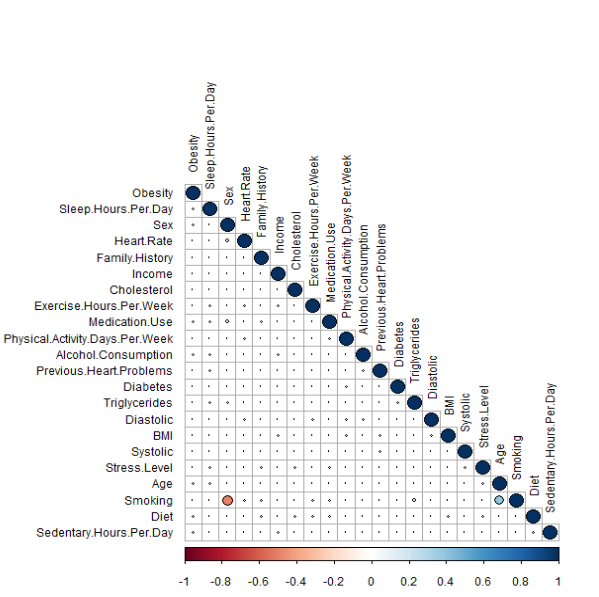 Obesity
Sleep.Hours.Per.Day
Sex
Heart.Rate
Family.History
Income
Cholesterol
Exercise.Hours.Per.Week
Medication.Use
Physical.Activity.Days.Per.Week
Alcohol.Consumption
Previous.Heart.Problems
Diabetes
Triglycerides
Diastolic
BMI
Systolic
Stress.Level
Age
Smoking
Diet
Sedentary.Hours.Per.Day
Obesity
Sleep.Hours.Per.Day
Sex
Heart.Rate
Family.History
Income
Cholesterol
Exercise.Hours.Per.Week
Medication.Use
Physical.Activity.Days.Per.Week
Alcohol.Consumption
Previous.Heart.Problems
Diabetes
Triglycerides
Diastolic
BMI
Systolic
Stress.Level
Age
Smoking
Diet
Sedentary.Hours.Per.Day
-1 -0.8 -0.6 -0.4 -0.2 0 0.2 0.4 0.6 0.8 1